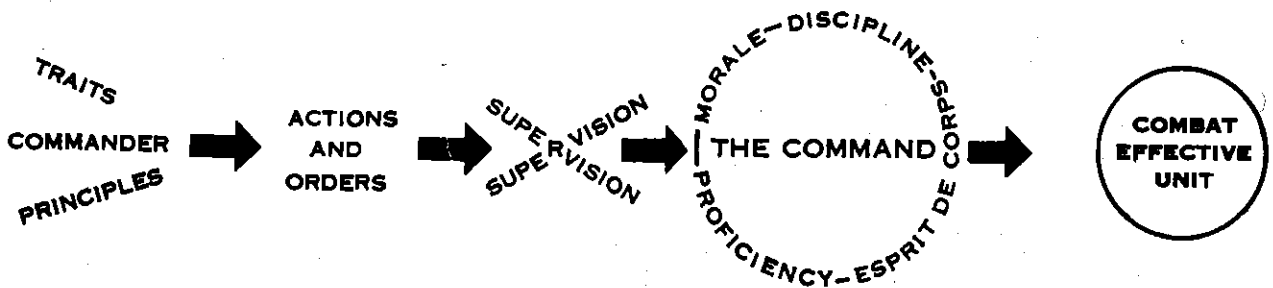 TRAITS
COMMANDER
PRINCIPLES
ACTIONS
AND
ORDERS
SUPERVISION
SUPERVISION
MORALE—DISCIPLINE—
THE COMMAND
PROFICIENCY—ESPRIT DE CORPS—
COMBAT
EFFECTIVE
UNIT